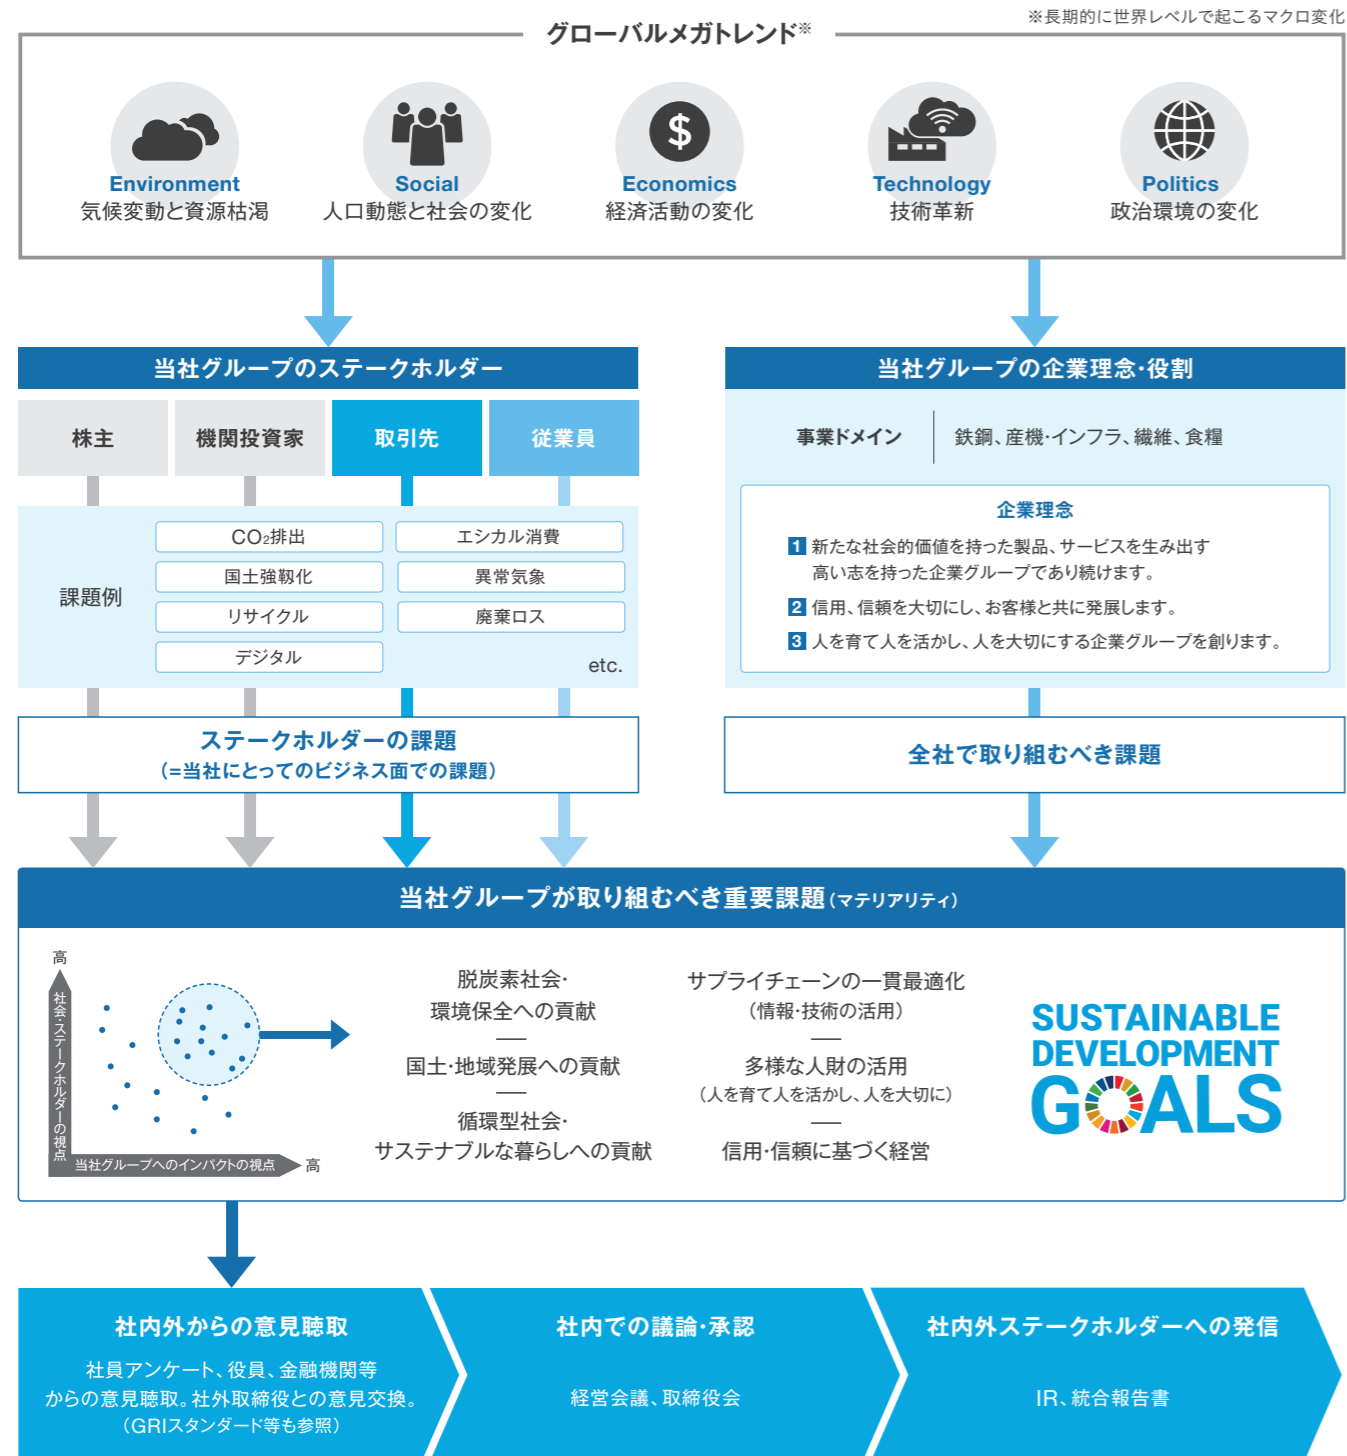 ※長期的に世界レベルで起こるマクロ変化
グローバルメガトレンド※
Environment
気候変動と資源枯渇
Social
人口動態と社会の変化
Economics
経済活動の変化
Technology
技術革新
Politics
政治環境の変化
当社グループのステークホルダー
株主
機関投資家
取引先
従業員
課題例
CO₂排出
エシカル消費
国土強靱化
異常気象
リサイクル
廃棄ロス
デジタル
etc.
ステークホルダーの課題
（=当社にとってのビジネス面での課題）
当社グループの企業理念・役割
事業ドメイン
鉄鋼、産機・インフラ、繊維、食糧
企業理念
1 新たな社会的価値を持った製品、サービスを生み出す
高い志を持った企業グループであり続けます。
2 信用、信頼を大切にし、お客様と共に発展します。
3 人を育て人を活かし、人を大切にする企業グループを創ります。
全社で取り組むべき課題
当社グループが取り組むべき重要課題（マテリアリティ）
高
社会・ステークホルダーの視点
当社グループへのインパクトの視点
高
脱炭素社会・
環境保全への貢献
国土・地域発展への貢献
循環型社会・
サステナブルな暮らしへの貢献
サプライチェーンの一貫最適化
（情報・技術の活用）
多様な人財の活用
（人を育て人を活かし、人を大切に）
信用・信頼に基づく経営
SUSTAINABLE
DEVELOPMENT
GOALS
社内外からの意見聴取
社員アンケート、役員、金融機関等
からの意見聴取。社外取締役との意見交換。
（GRIスタンダード等も参照）
社内での議論・承認
経営会議、取締役会
社内外ステークホルダーへの発信
IR、統合報告書